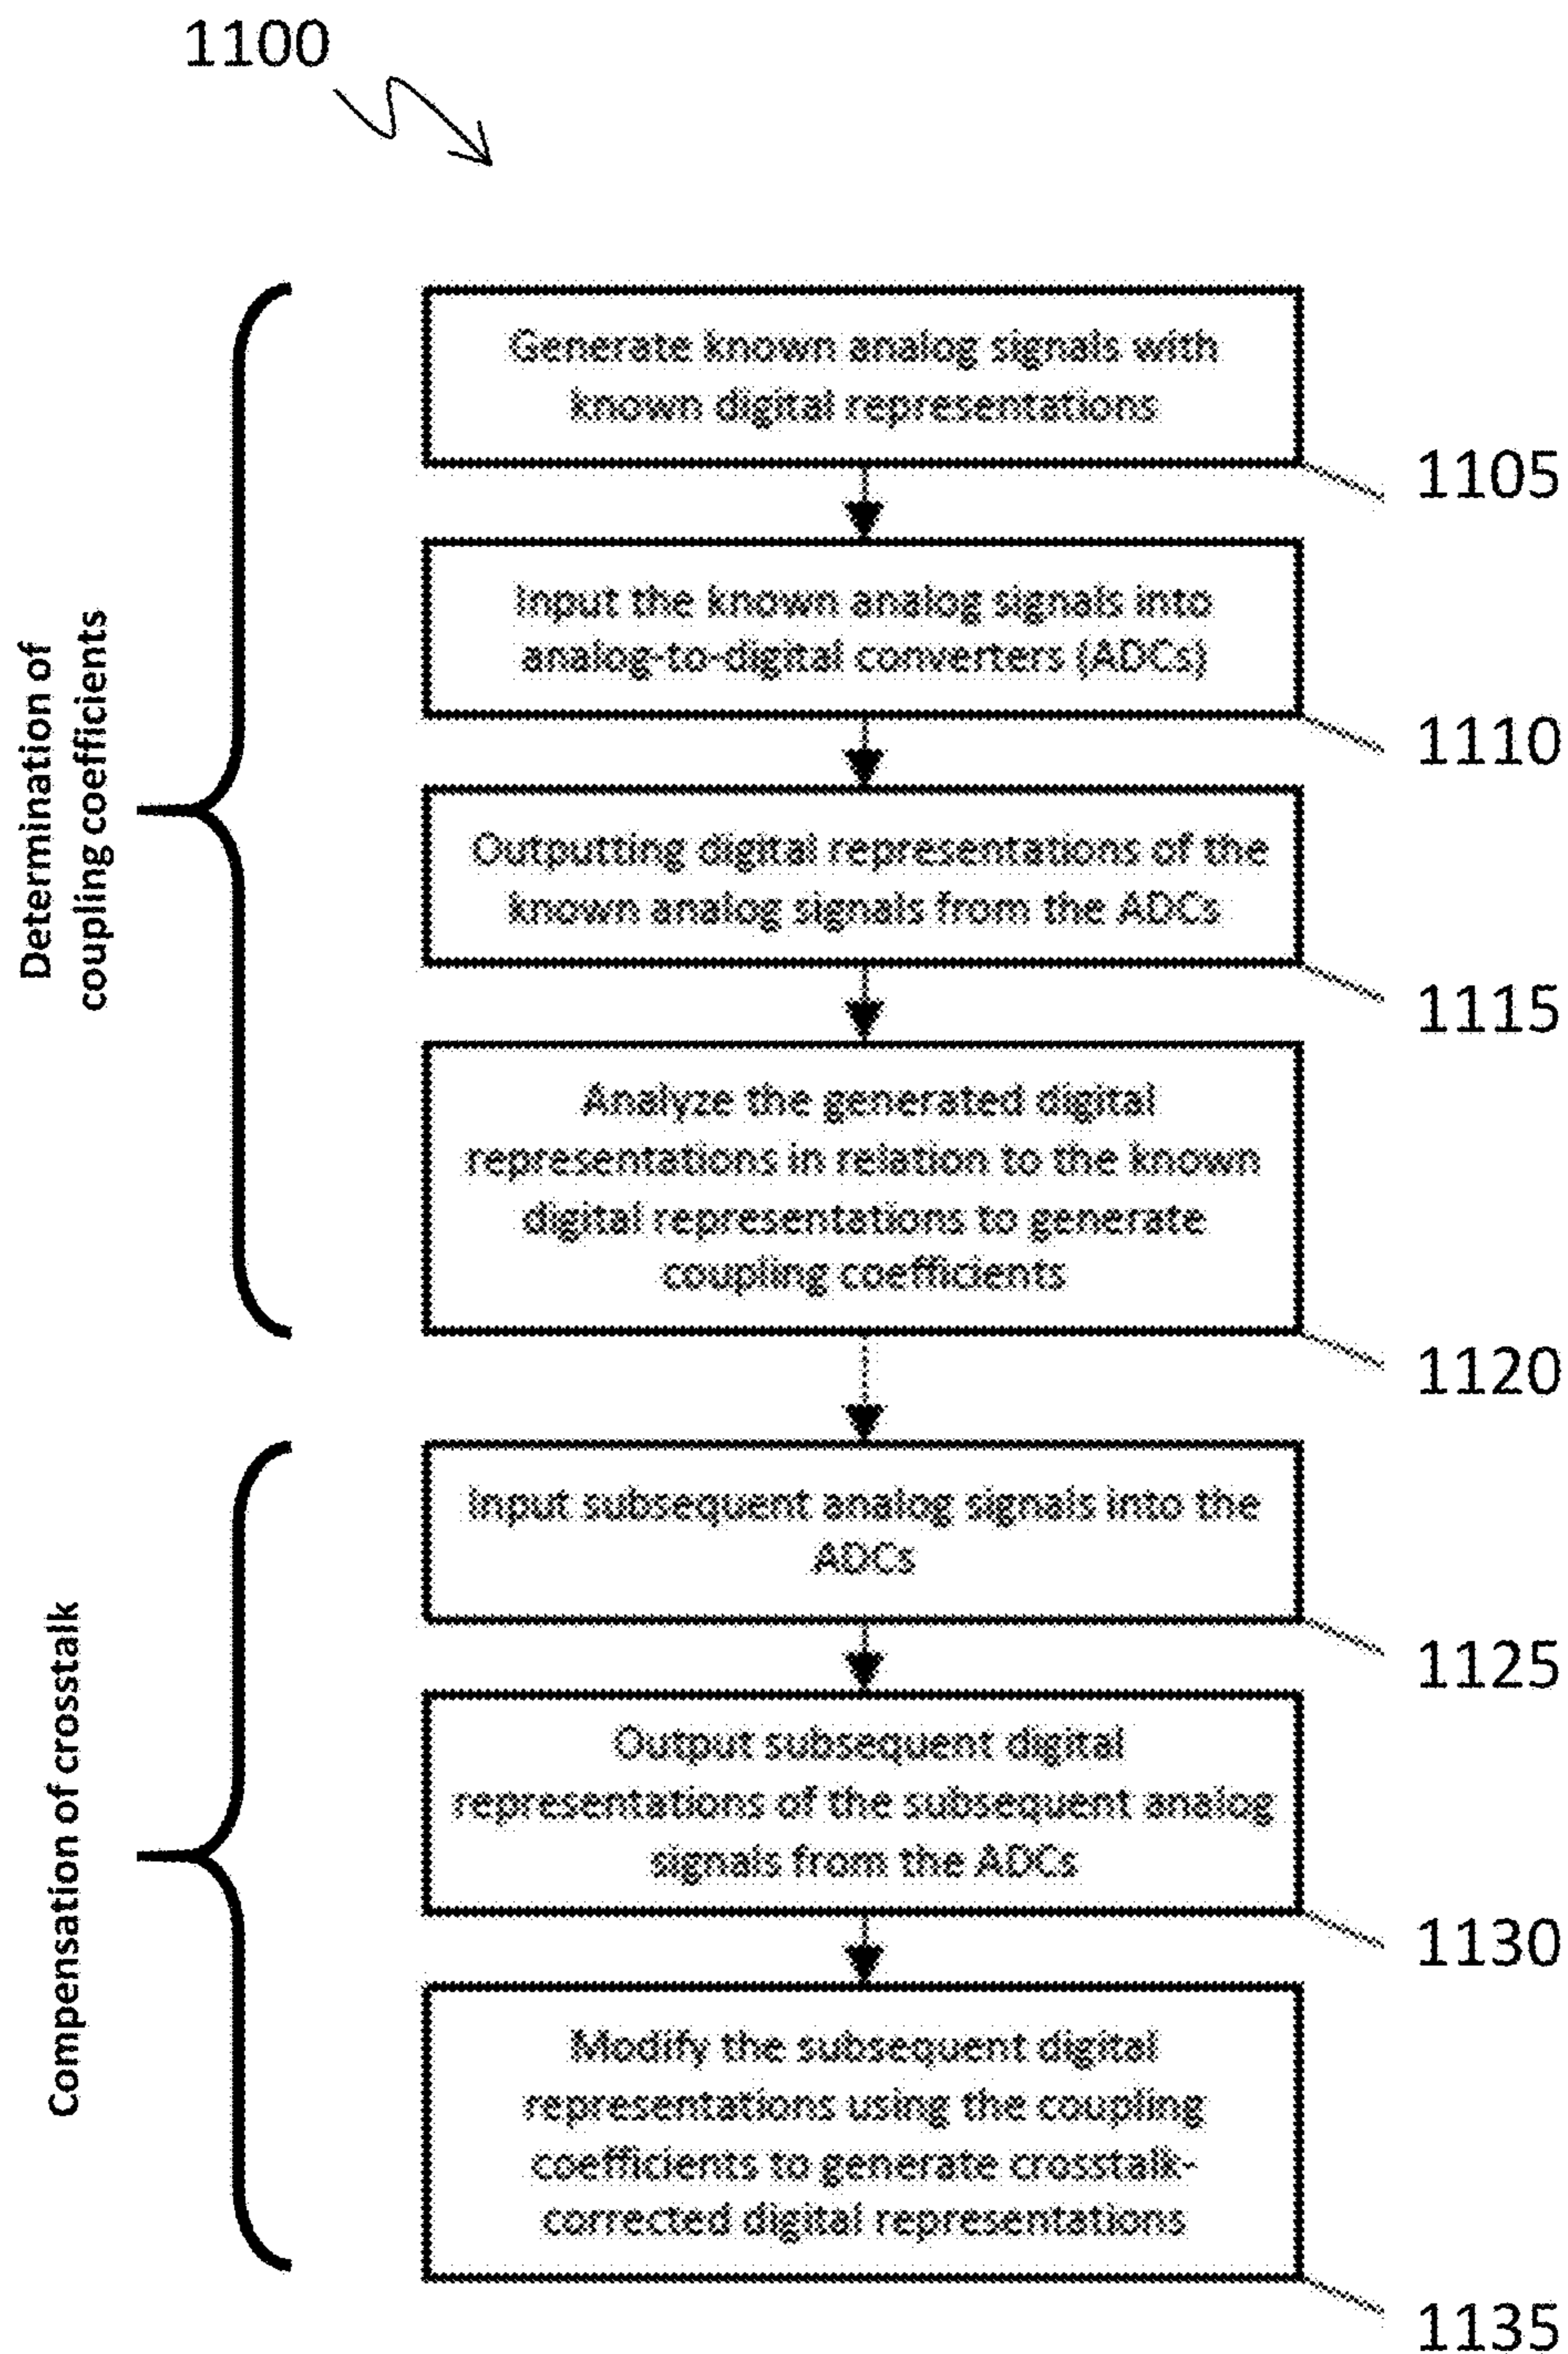 1100
Determination of
coupling coefficients
Generate known analog signals with
known digital representations
1105
Input the known analog signals into
analog-to-digital converters (ADCs)
1110
Outputting digital representations of the
known analog signals from the ADCs
1115
Analyze the generated digital
representations in relation to the known
digital representations to generate
coupling coefficients
1120
Compensation of crosstalk
Input subsequent analog signals into the
ADCs
1125
Output subsequent digital
representations of the subsequent analog
signals from the ADCs
1130
Modify the subsequent digital
representations using the coupling
coefficients to generate crosstalk-
corrected digital representations
1135